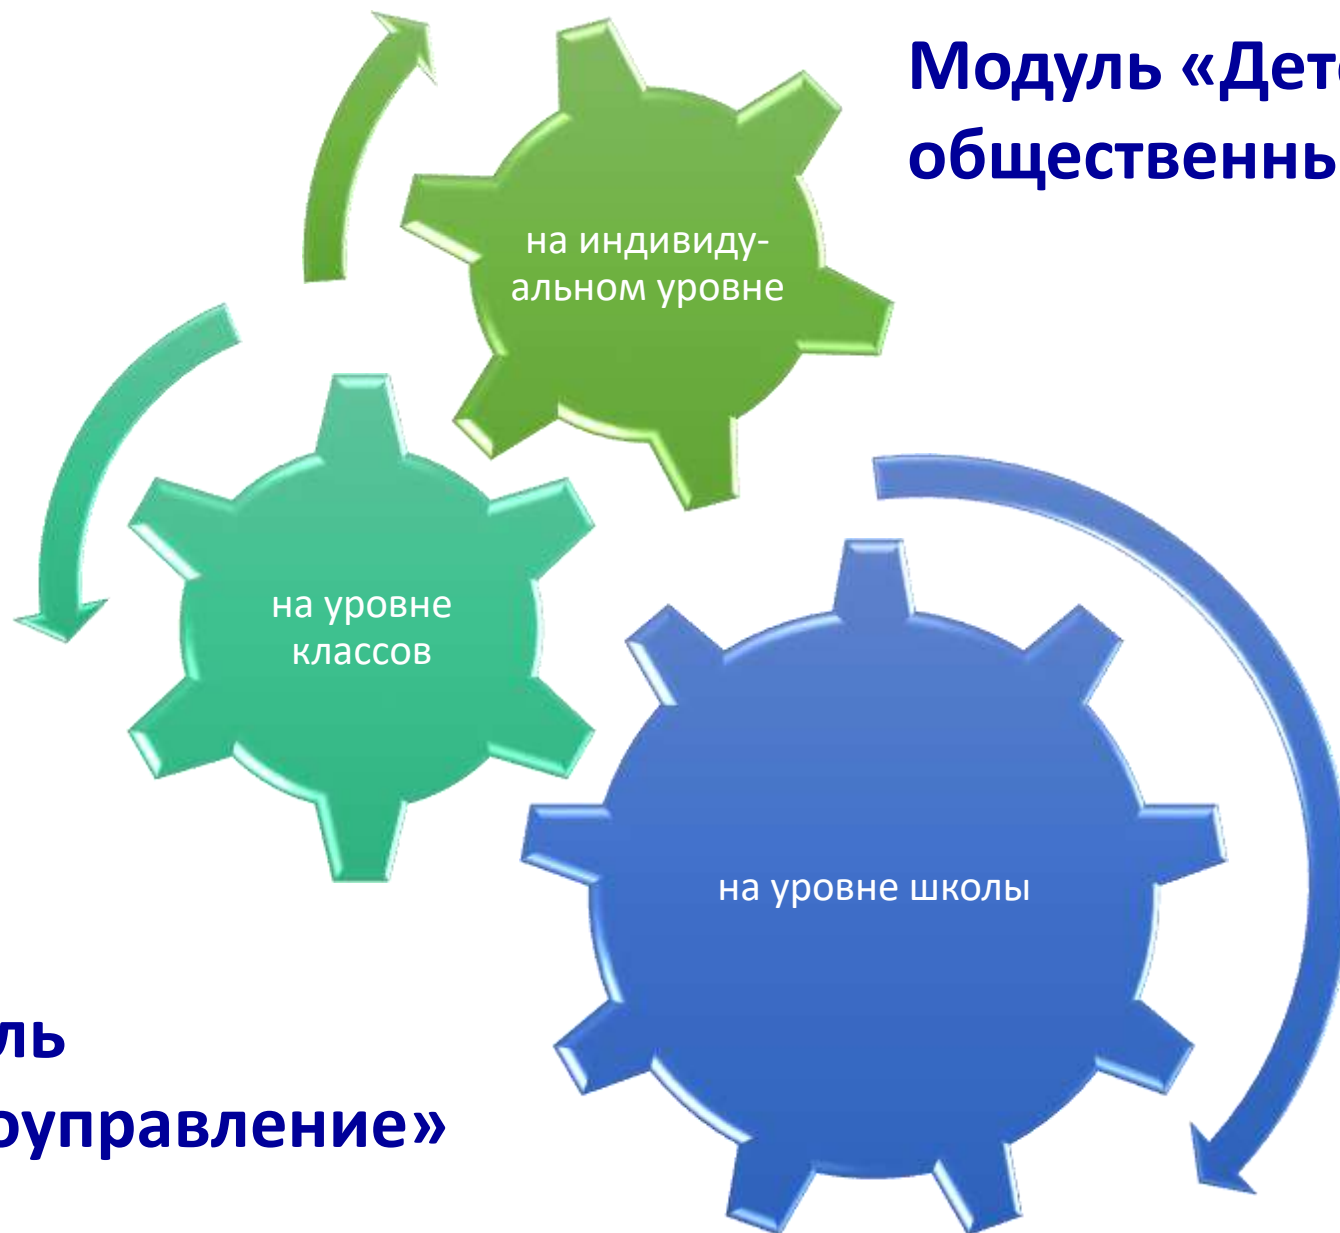 Модуль «Дет
общественны
на индивиду-
альном уровне
на уровне
классов
на уровне школы
ль
оуправление»